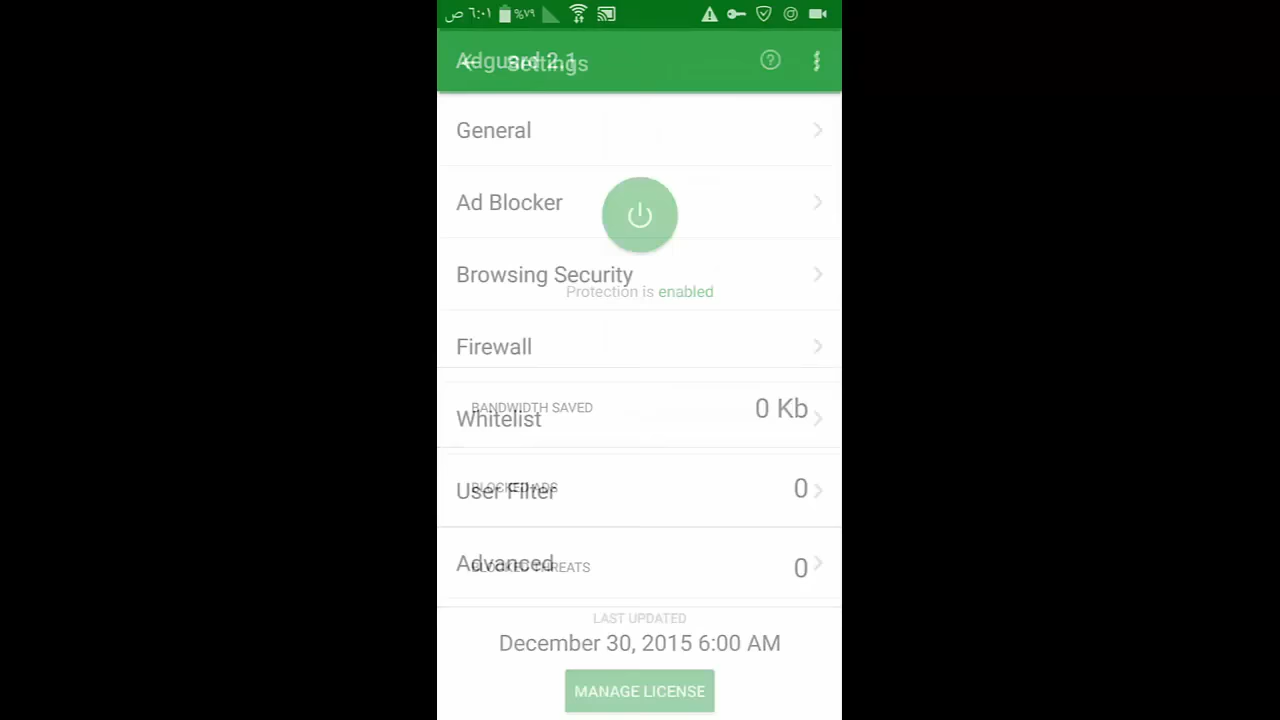 ص ٦:٠١ %٧٩
Adguard 2.1
Settings
General
Ad Blocker
Browsing Security
Protection is enabled
Firewall
BANDWIDTH SAVED 0 Kb
Whitelist
BLOCKED ADS 0
User Filter
Advanced
BLOCKED THREATS 0
LAST UPDATED
December 30, 2015 6:00 AM
MANAGE LICENSE